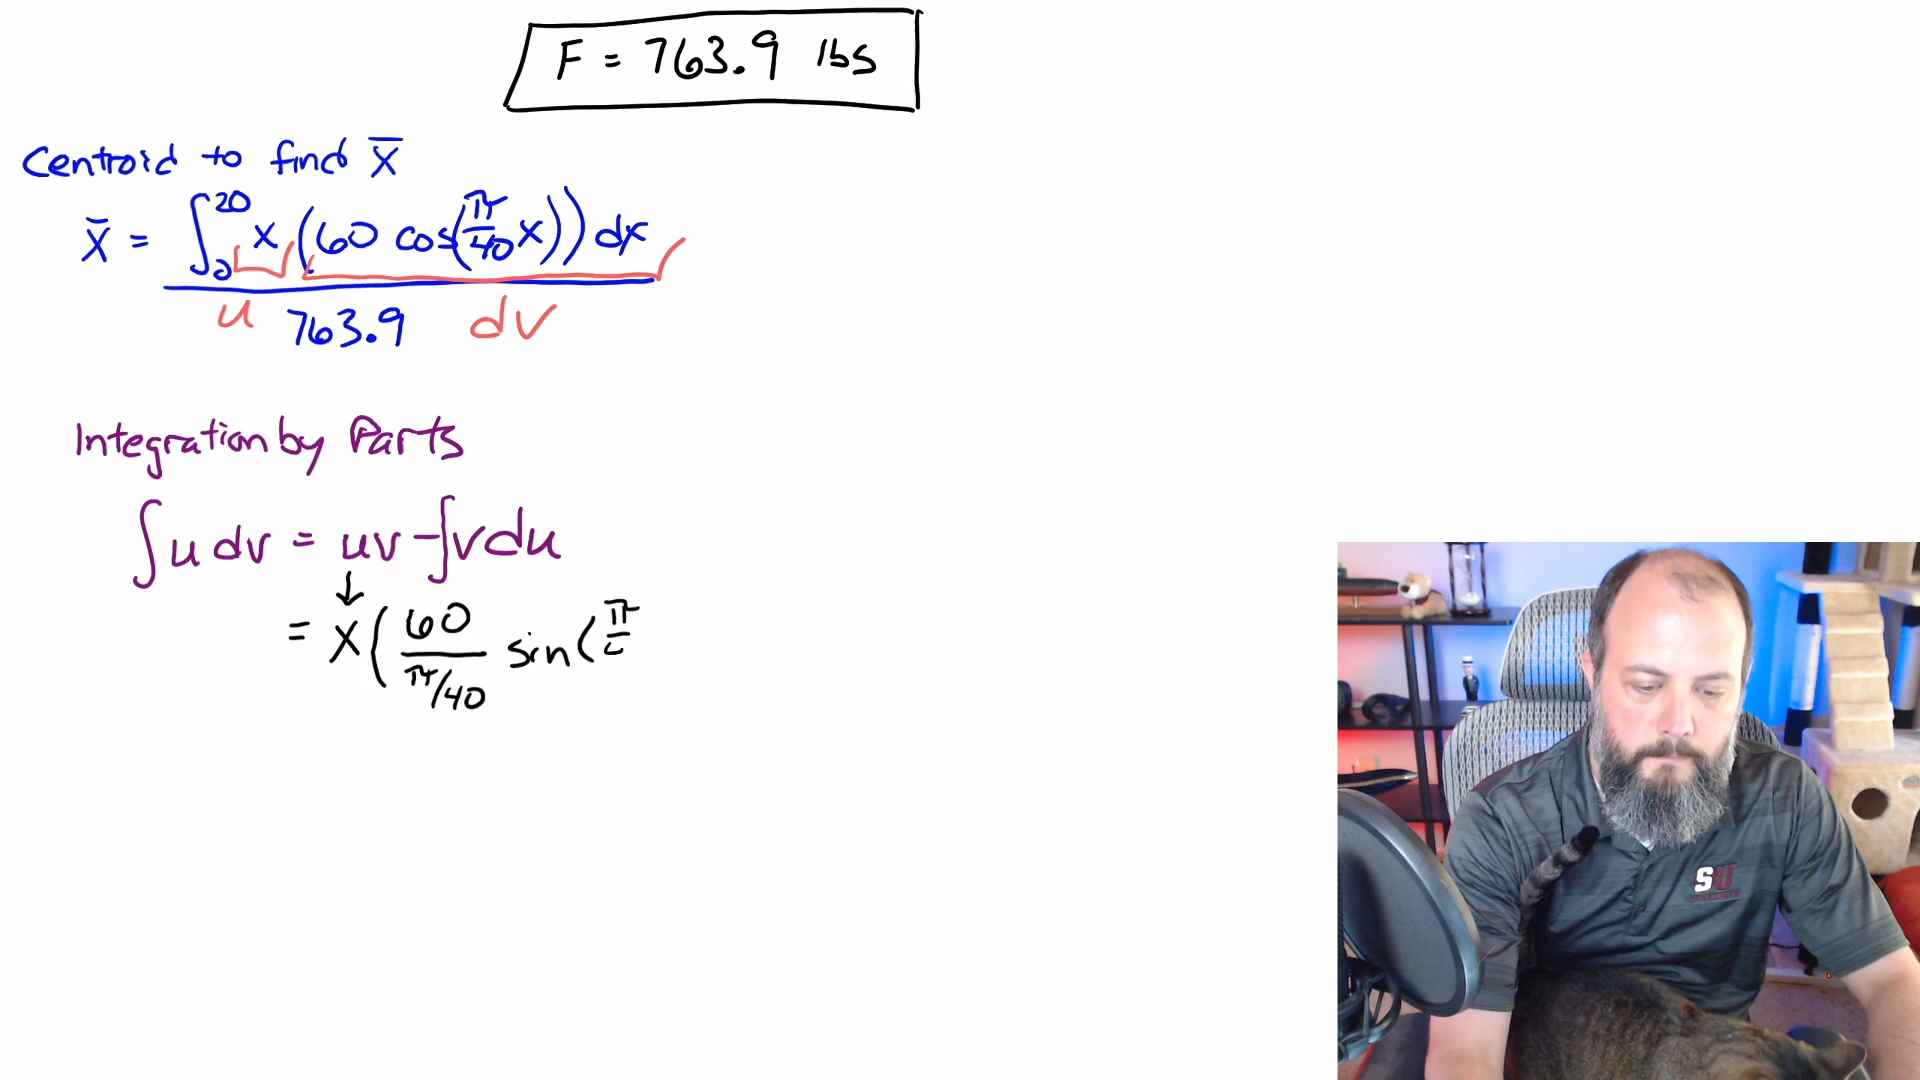 F = 763.9 lbs
Centroid to find x̄
x̄ = ∫₀²⁰ x (60 cos(π/40 x)) dx
u 763.9 dv
Integration by Parts
∫u dv = uv - ∫v du
↓
= x ( 60 / π/40 sin( π
SU